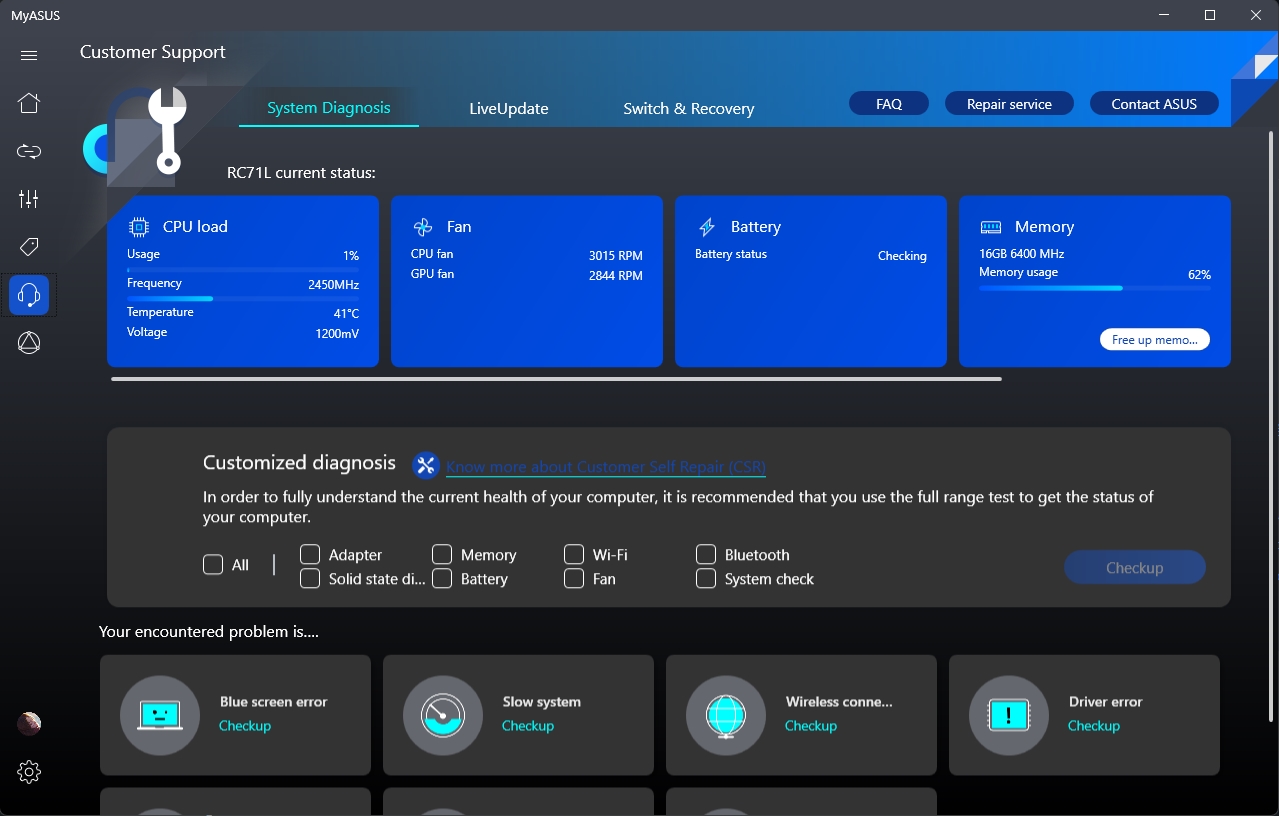 MyASUS
Customer Support
System Diagnosis
LiveUpdate
Switch & Recovery
FAQ
Repair service
Contact ASUS
RC71L current status:
CPU load
Usage 1%
Frequency 2450MHz
Temperature 41°C
Voltage 1200mV
Fan
CPU fan 3015 RPM
GPU fan 2844 RPM
Battery
Battery status Checking
Memory
16GB 6400 MHz
Memory usage 62%
Free up memo...
Customized diagnosis
Know more about Customer Self Repair (CSR)
In order to fully understand the current health of your computer, it is recommended that you use the full range test to get the status of
your computer.
All
Adapter
Memory
Wi-Fi
Bluetooth
Solid state di...
Battery
Fan
System check
Checkup
Your encountered problem is....
Blue screen error
Checkup
Slow system
Checkup
Wireless conne...
Checkup
Driver error
Checkup